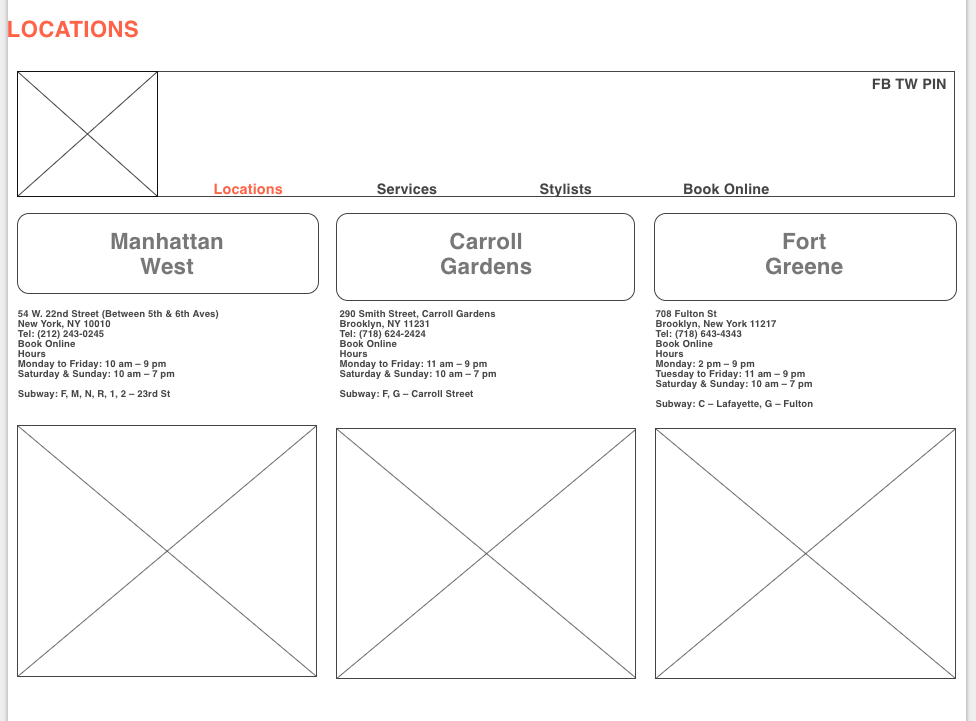 LOCATIONS
FB TW PIN
Locations Services Stylists Book Online
Manhattan
West
54 W. 22nd Street (Between 5th & 6th Aves)
New York, NY 10010
Tel: (212) 243-0245
Book Online
Hours
Monday to Friday: 10 am – 9 pm
Saturday & Sunday: 10 am – 7 pm
Subway: F, M, N, R, 1, 2 – 23rd St
Carroll
Gardens
290 Smith Street, Carroll Gardens
Brooklyn, NY 11231
Tel: (718) 624-2424
Book Online
Hours
Monday to Friday: 11 am – 9 pm
Saturday & Sunday: 10 am – 7 pm
Subway: F, G – Carroll Street
Fort
Greene
708 Fulton St
Brooklyn, New York 11217
Tel: (718) 643-4343
Book Online
Hours
Monday: 2 pm – 9 pm
Tuesday to Friday: 11 am – 9 pm
Saturday & Sunday: 10 am – 7 pm
Subway: C – Lafayette, G – Fulton